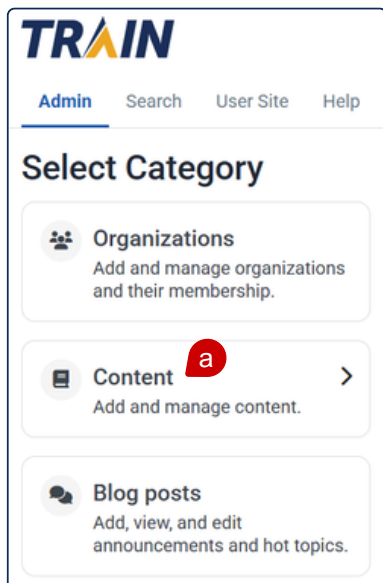 TRAIN
Admin Search User Site Help
Select Category
Organizations
Add and manage organizations
and their membership.
Content a
Add and manage content.
Blog posts
Add, view, and edit
announcements and hot topics.